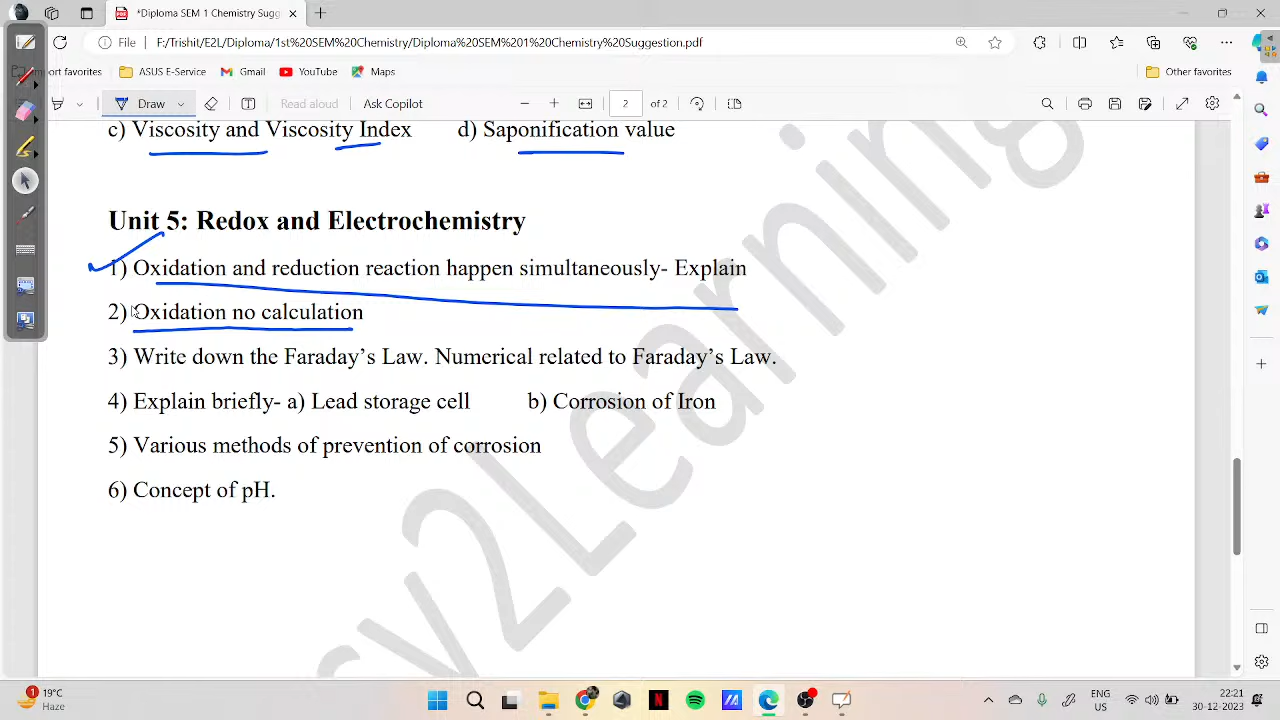 *Diploma SEM 1 Chemistry Sugg
File F:/Trishit/E2L/Diploma/1st%20SEM%20Chemistry/Diploma%20SEM%201%20Chemistry%20Suggestion.pdf
Import favorites ASUS E-Service Gmail YouTube Maps Other favorites
Draw Read aloud Ask Copilot 2 of 2
c) Viscosity and Viscosity Index d) Saponification value
Unit 5: Redox and Electrochemistry
1) Oxidation and reduction reaction happen simultaneously- Explain
2) Oxidation no calculation
3) Write down the Faraday’s Law. Numerical related to Faraday’s Law.
4) Explain briefly- a) Lead storage cell b) Corrosion of Iron
5) Various methods of prevention of corrosion
6) Concept of pH.
sy2Learning
1 19°C ENG
Haze 30-12-2023